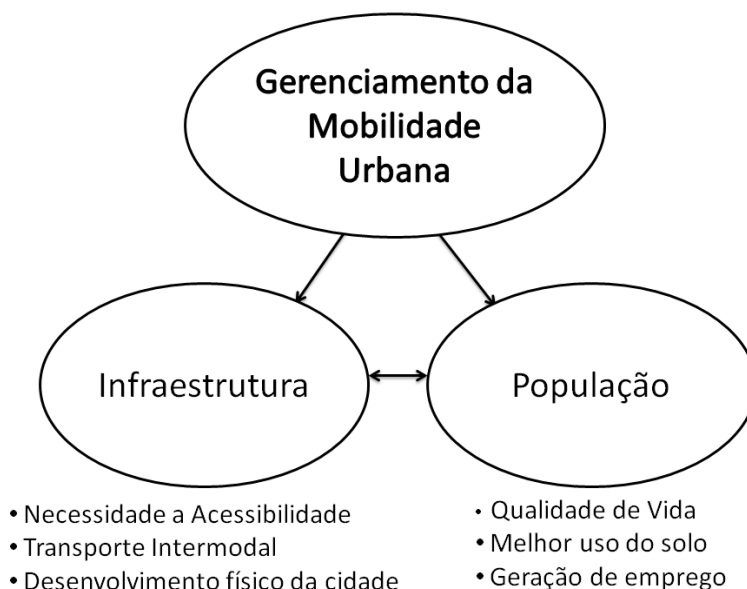 Gerenciamento da
Mobilidade
Urbana
Infraestrutura
População
• Necessidade a Acessibilidade
• Transporte Intermodal
• Desenvolvimento físico da cidade
• Qualidade de Vida
• Melhor uso do solo
• Geração de emprego